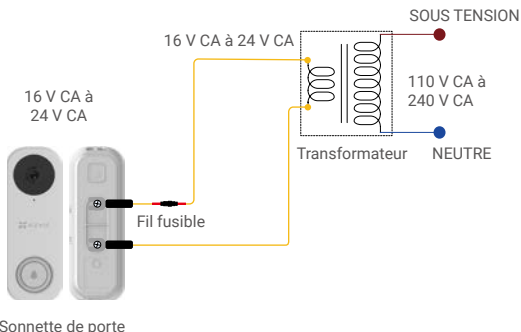 SOUS TENSION
16 V CA à 24 V CA
110 V CA à
240 V CA
16 V CA à
24 V CA
Transformateur
NEUTRE
Fil fusible
EZVIZ
Sonnette de porte